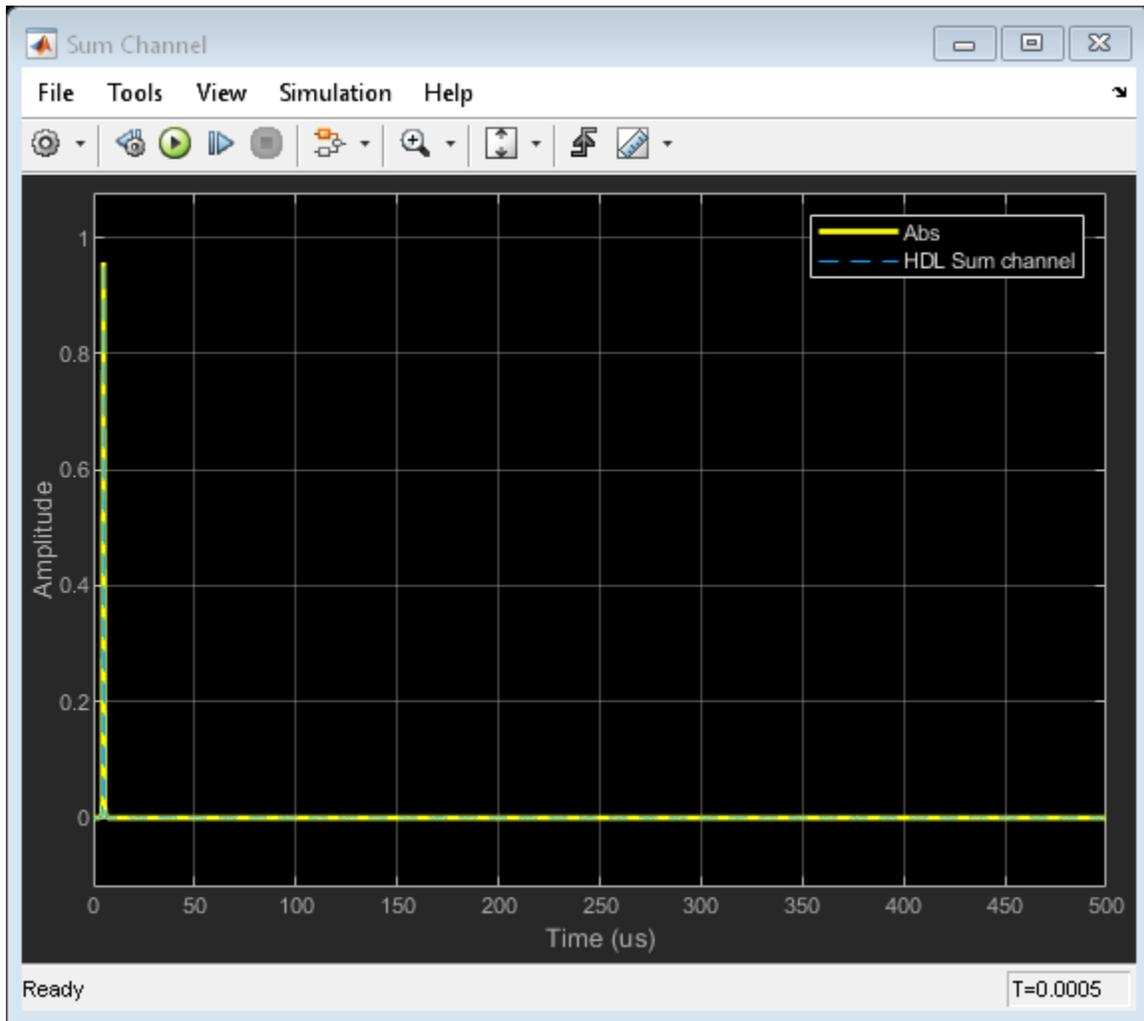 Sum Channel
File Tools View Simulation Help
Abs
HDL Sum channel
1
0.8
0.6
0.4
0.2
0
Amplitude
0 50 100 150 200 250 300 350 400 450 500
Time (us)
Ready T=0.0005